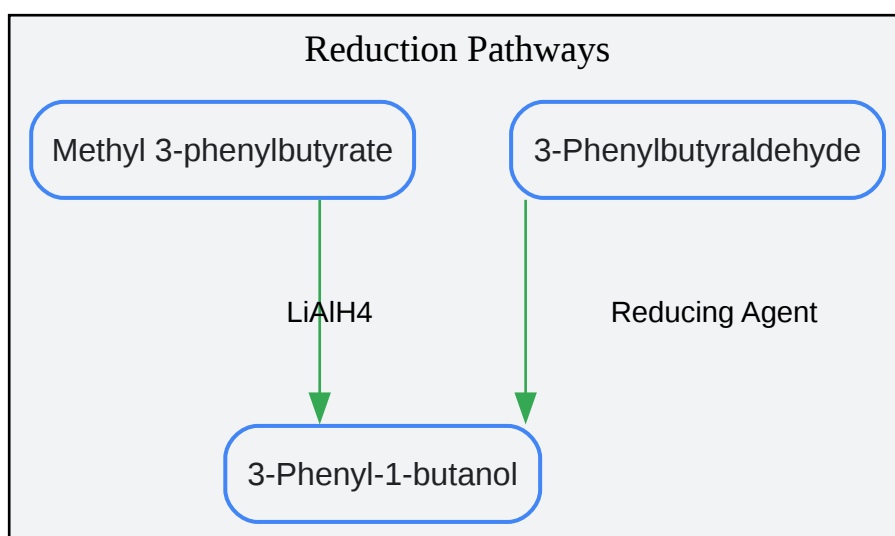 Reduction Pathways
Methyl 3-phenylbutyrate
3-Phenylbutyraldehyde
LiAlH4
Reducing Agent
3-Phenyl-1-butanol